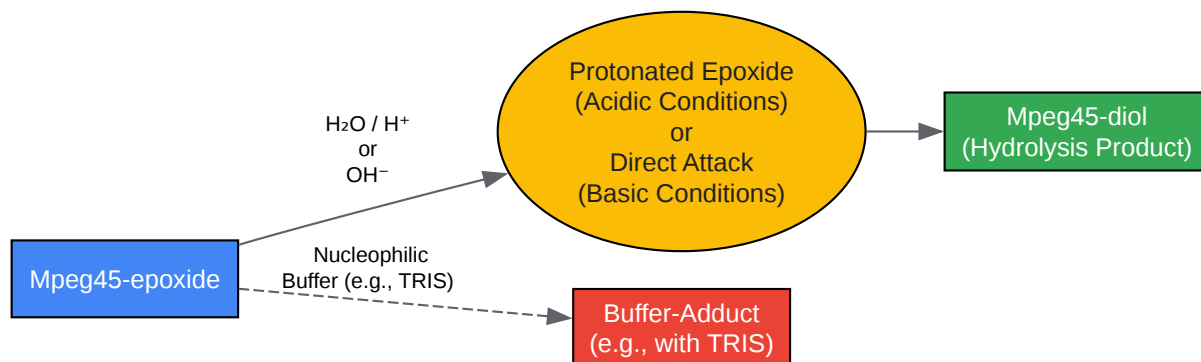 Protonated Epoxide
(Acidic Conditions)
or
Direct Attack
(Basic Conditions)
Mpeg45-diol
(Hydrolysis Product)
H₂O / H⁺
or
OH⁻
Mpeg45-epoxide
Nucleophilic
Buffer (e.g., TRIS)
Buffer-Adduct
(e.g., with TRIS)